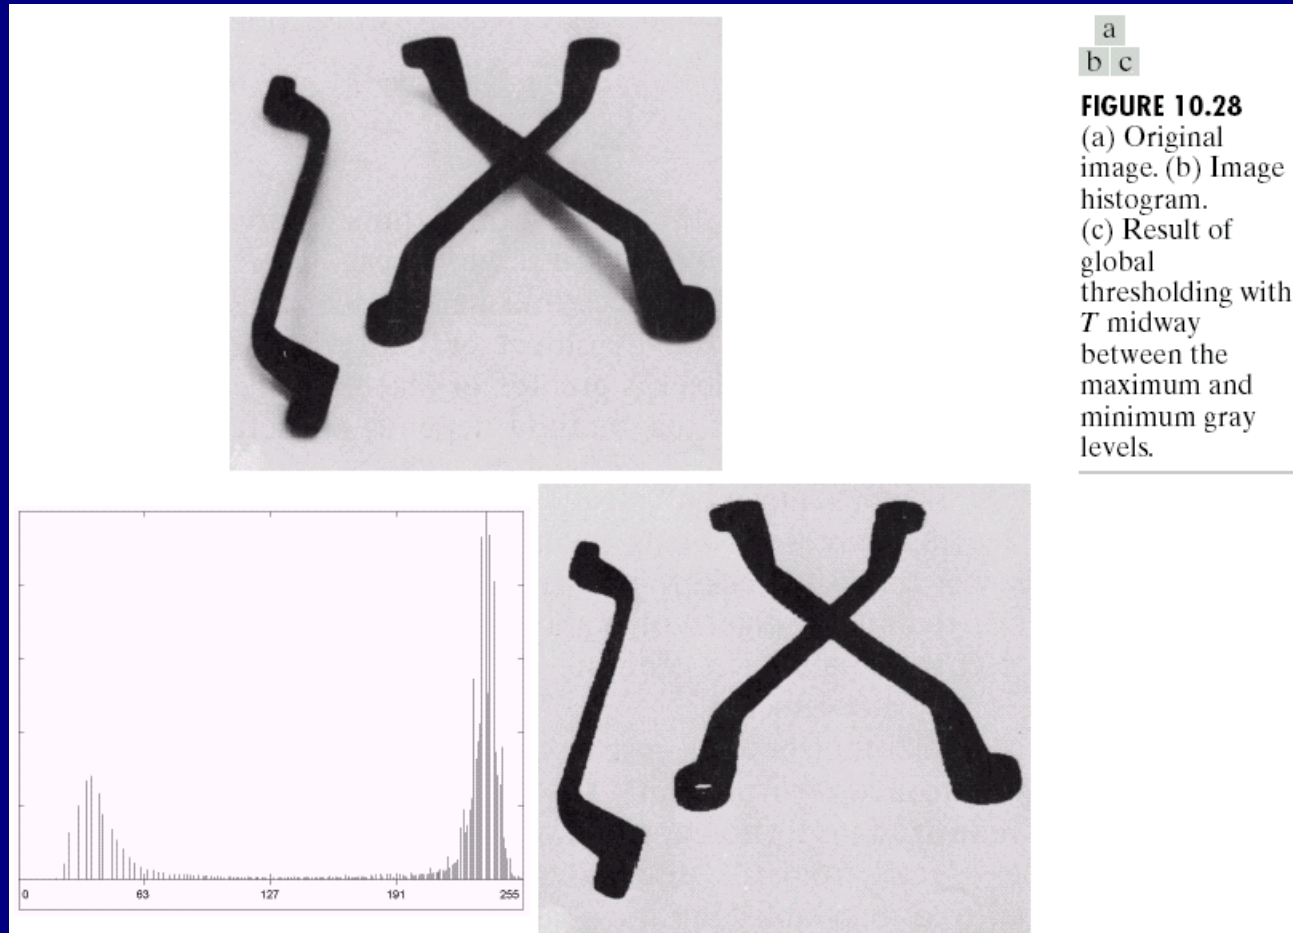 a
b c
FIGURE 10.28
(a) Original
image. (b) Image
histogram.
(c) Result of
global
thresholding with
T midway
between the
maximum and
minimum gray
levels.
0 63 127 191 255